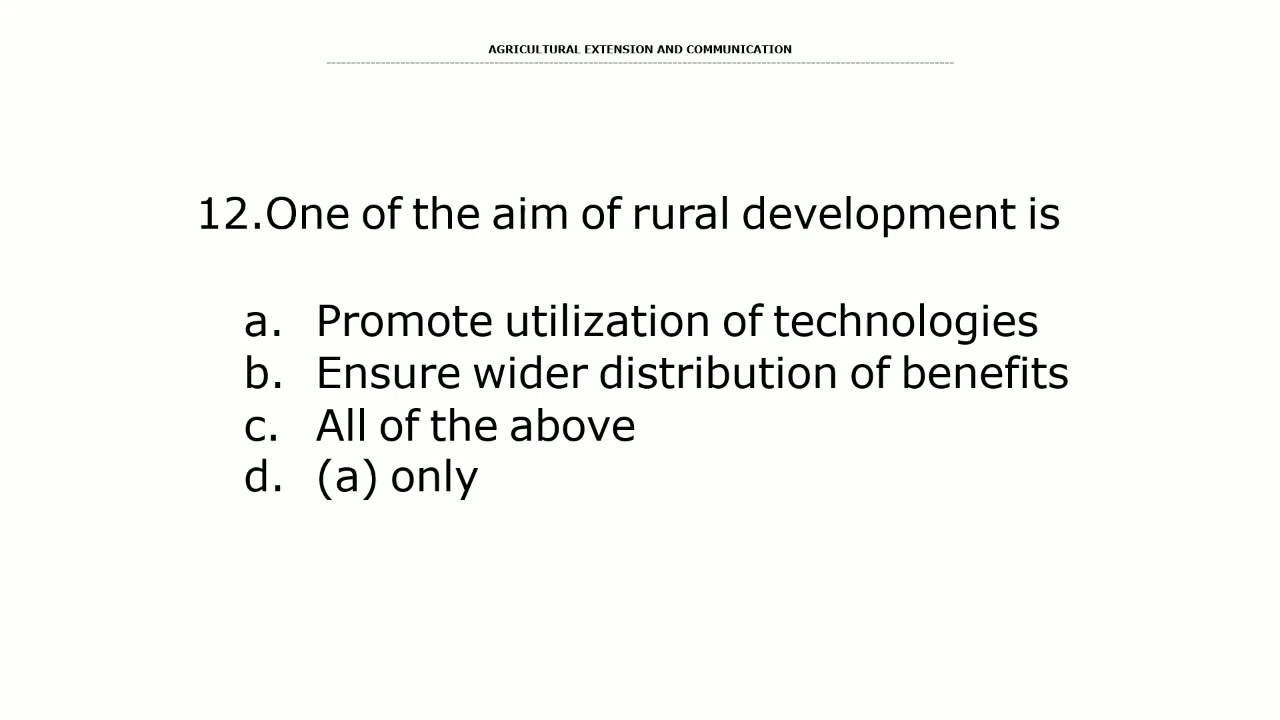 AGRICULTURAL EXTENSION AND COMMUNICATION
12.One of the aim of rural development is
a. Promote utilization of technologies
b. Ensure wider distribution of benefits
c. All of the above
d. (a) only